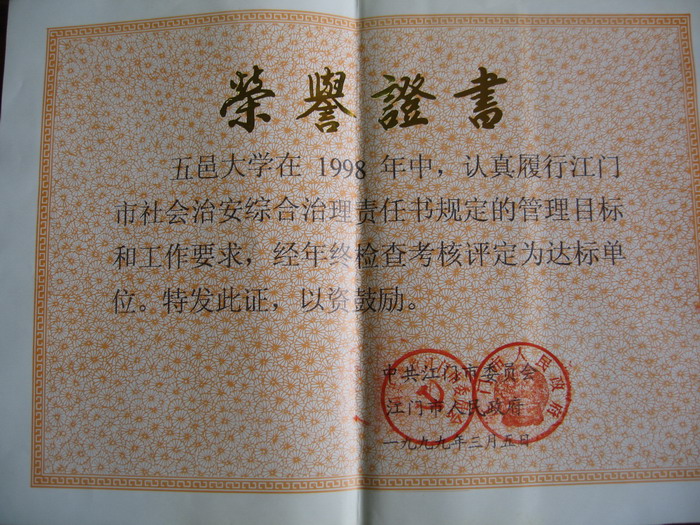 榮譽證書
五邑大学在 1998 年中，认真履行江门
市社会治安综合治理责任书规定的管理目标
和工作要求，经年终检查考核评定为达标单
位。特发此证，以资鼓励。
中共江门市委员会
江门市人民政府
一九九九年三月五日